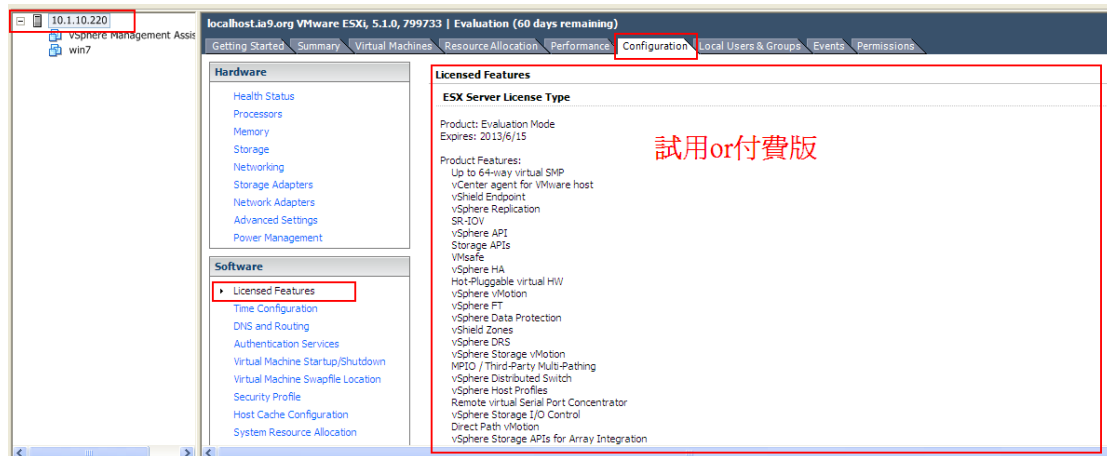 10.1.10.220
vSphere Management Assis
win7
localhost.ia9.org VMware ESXi, 5.1.0, 799733 | Evaluation (60 days remaining)
Getting Started Summary Virtual Machines Resource Allocation Performance Configuration Local Users & Groups Events Permissions
Hardware
Health Status
Processors
Memory
Storage
Networking
Storage Adapters
Network Adapters
Advanced Settings
Power Management
Software
Licensed Features
Time Configuration
DNS and Routing
Authentication Services
Virtual Machine Startup/Shutdown
Virtual Machine Swapfile Location
Security Profile
Host Cache Configuration
System Resource Allocation
Licensed Features
ESX Server License Type
Product: Evaluation Mode
Expires: 2013/6/15
試用or付費版
Product Features:
Up to 64-way virtual SMP
vCenter agent for VMware host
vShield Endpoint
vSphere Replication
SR-IOV
vSphere API
Storage APIs
VMsafe
vSphere HA
Hot-Pluggable virtual HW
vSphere vMotion
vSphere FT
vSphere Data Protection
vShield Zones
vSphere DRS
vSphere Storage vMotion
MPIO / Third-Party Multi-Pathing
vSphere Distributed Switch
vSphere Host Profiles
Remote virtual Serial Port Concentrator
vSphere Storage I/O Control
Direct Path vMotion
vSphere Storage APIs for Array Integration